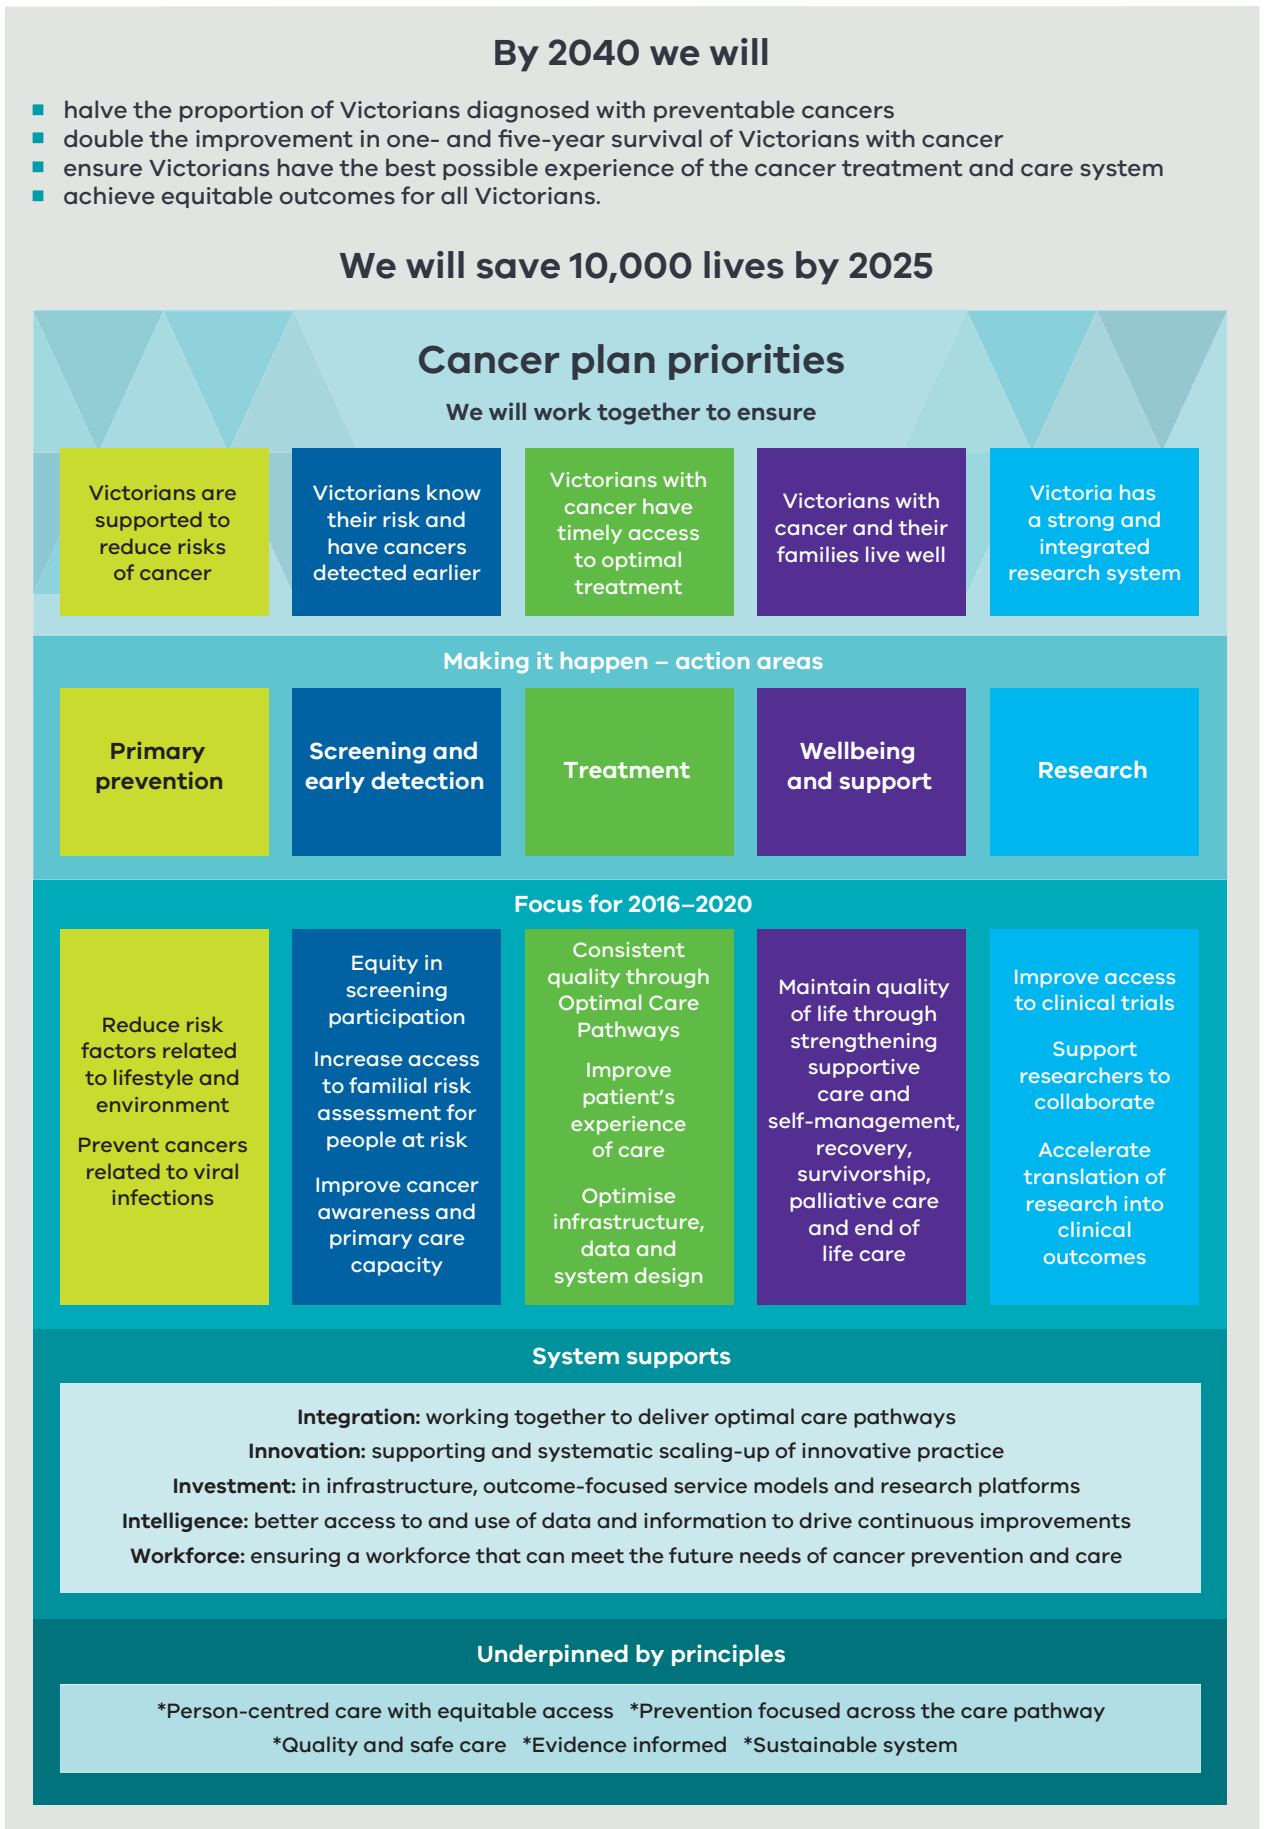 By 2040 we will
halve the proportion of Victorians diagnosed with preventable cancers
double the improvement in one- and five-year survival of Victorians with cancer
ensure Victorians have the best possible experience of the cancer treatment and care system
achieve equitable outcomes for all Victorians.
We will save 10,000 lives by 2025
Cancer plan priorities
We will work together to ensure
Victorians are
supported to
reduce risks
of cancer
Victorians know
their risk and
have cancers
detected earlier
Victorians with
cancer have
timely access
to optimal
treatment
Victorians with
cancer and their
families live well
Victoria has
a strong and
integrated
research system
Making it happen – action areas
Primary
prevention
Screening and
early detection
Treatment
Wellbeing
and support
Research
Focus for 2016–2020
Reduce risk
factors related
to lifestyle and
environment
Prevent cancers
related to viral
infections
Equity in
screening
participation
Increase access
to familial risk
assessment for
people at risk
Improve cancer
awareness and
primary care
capacity
Consistent
quality through
Optimal Care
Pathways
Improve
patient's
experience
of care
Optimise
infrastructure,
data and
system design
Maintain quality
of life through
strengthening
supportive
care and
self-management,
recovery,
survivorship,
palliative care
and end of
life care
Improve access
to clinical trials
Support
researchers to
collaborate
Accelerate
translation of
research into
clinical
outcomes
System supports
Integration: working together to deliver optimal care pathways
Innovation: supporting and systematic scaling-up of innovative practice
Investment: in infrastructure, outcome-focused service models and research platforms
Intelligence: better access to and use of data and information to drive continuous improvements
Workforce: ensuring a workforce that can meet the future needs of cancer prevention and care
Underpinned by principles
*Person-centred care with equitable access *Prevention focused across the care pathway
*Quality and safe care *Evidence informed *Sustainable system